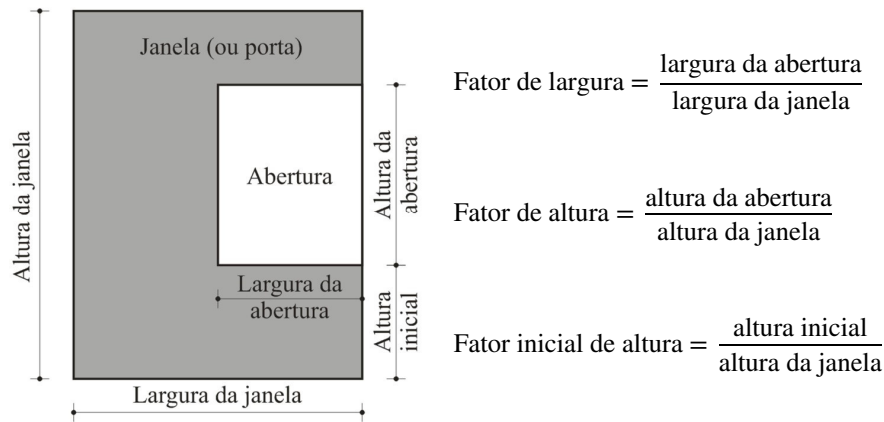 Janela (ou porta)
Altura da janela
Abertura
Altura da
abertura
Largura da
abertura
Altura
inicial
Largura da janela
Fator de largura = largura da abertura
largura da janela
Fator de altura = altura da abertura
altura da janela
Fator inicial de altura = altura inicial
altura da janela